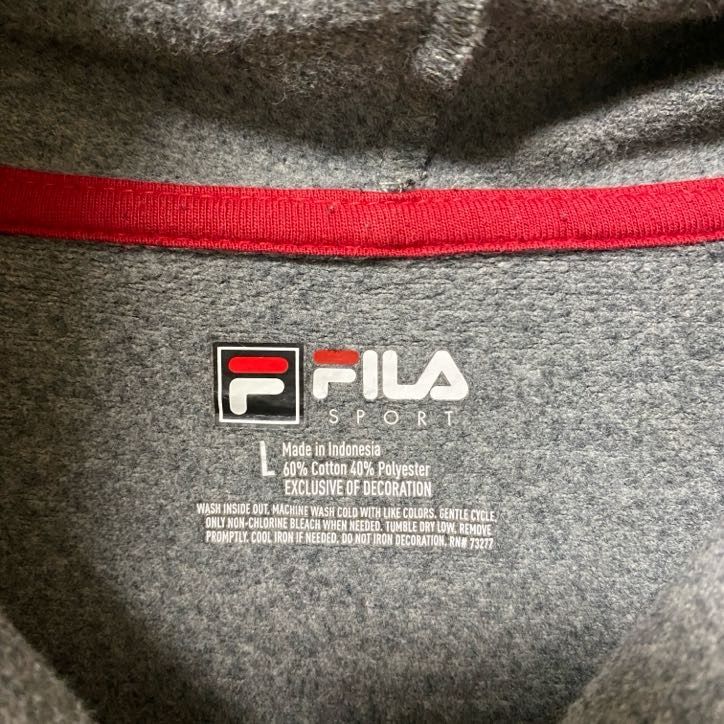 F FILA
SPORT
L Made in Indonesia
60% Cotton 40% Polyester
EXCLUSIVE OF DECORATION
WASH INSIDE OUT, MACHINE WASH COLD WITH LIKE COLORS. GENTLE CYCLE.
ONLY NON-CHLORINE BLEACH WHEN NEEDED. TUMBLE DRY LOW. REMOVE
PROMPTLY. COOL IRON IF NEEDED. DO NOT IRON DECORATION. RN# 73277